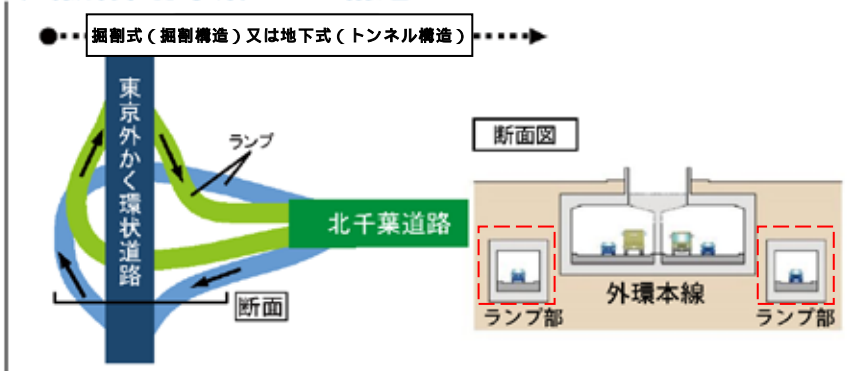 掘割式（掘割構造）又は地下式（トンネル構造）
東京外かく環状道路
ランプ
北千葉道路
断面
断面図
外環本線
ランプ部
ランプ部